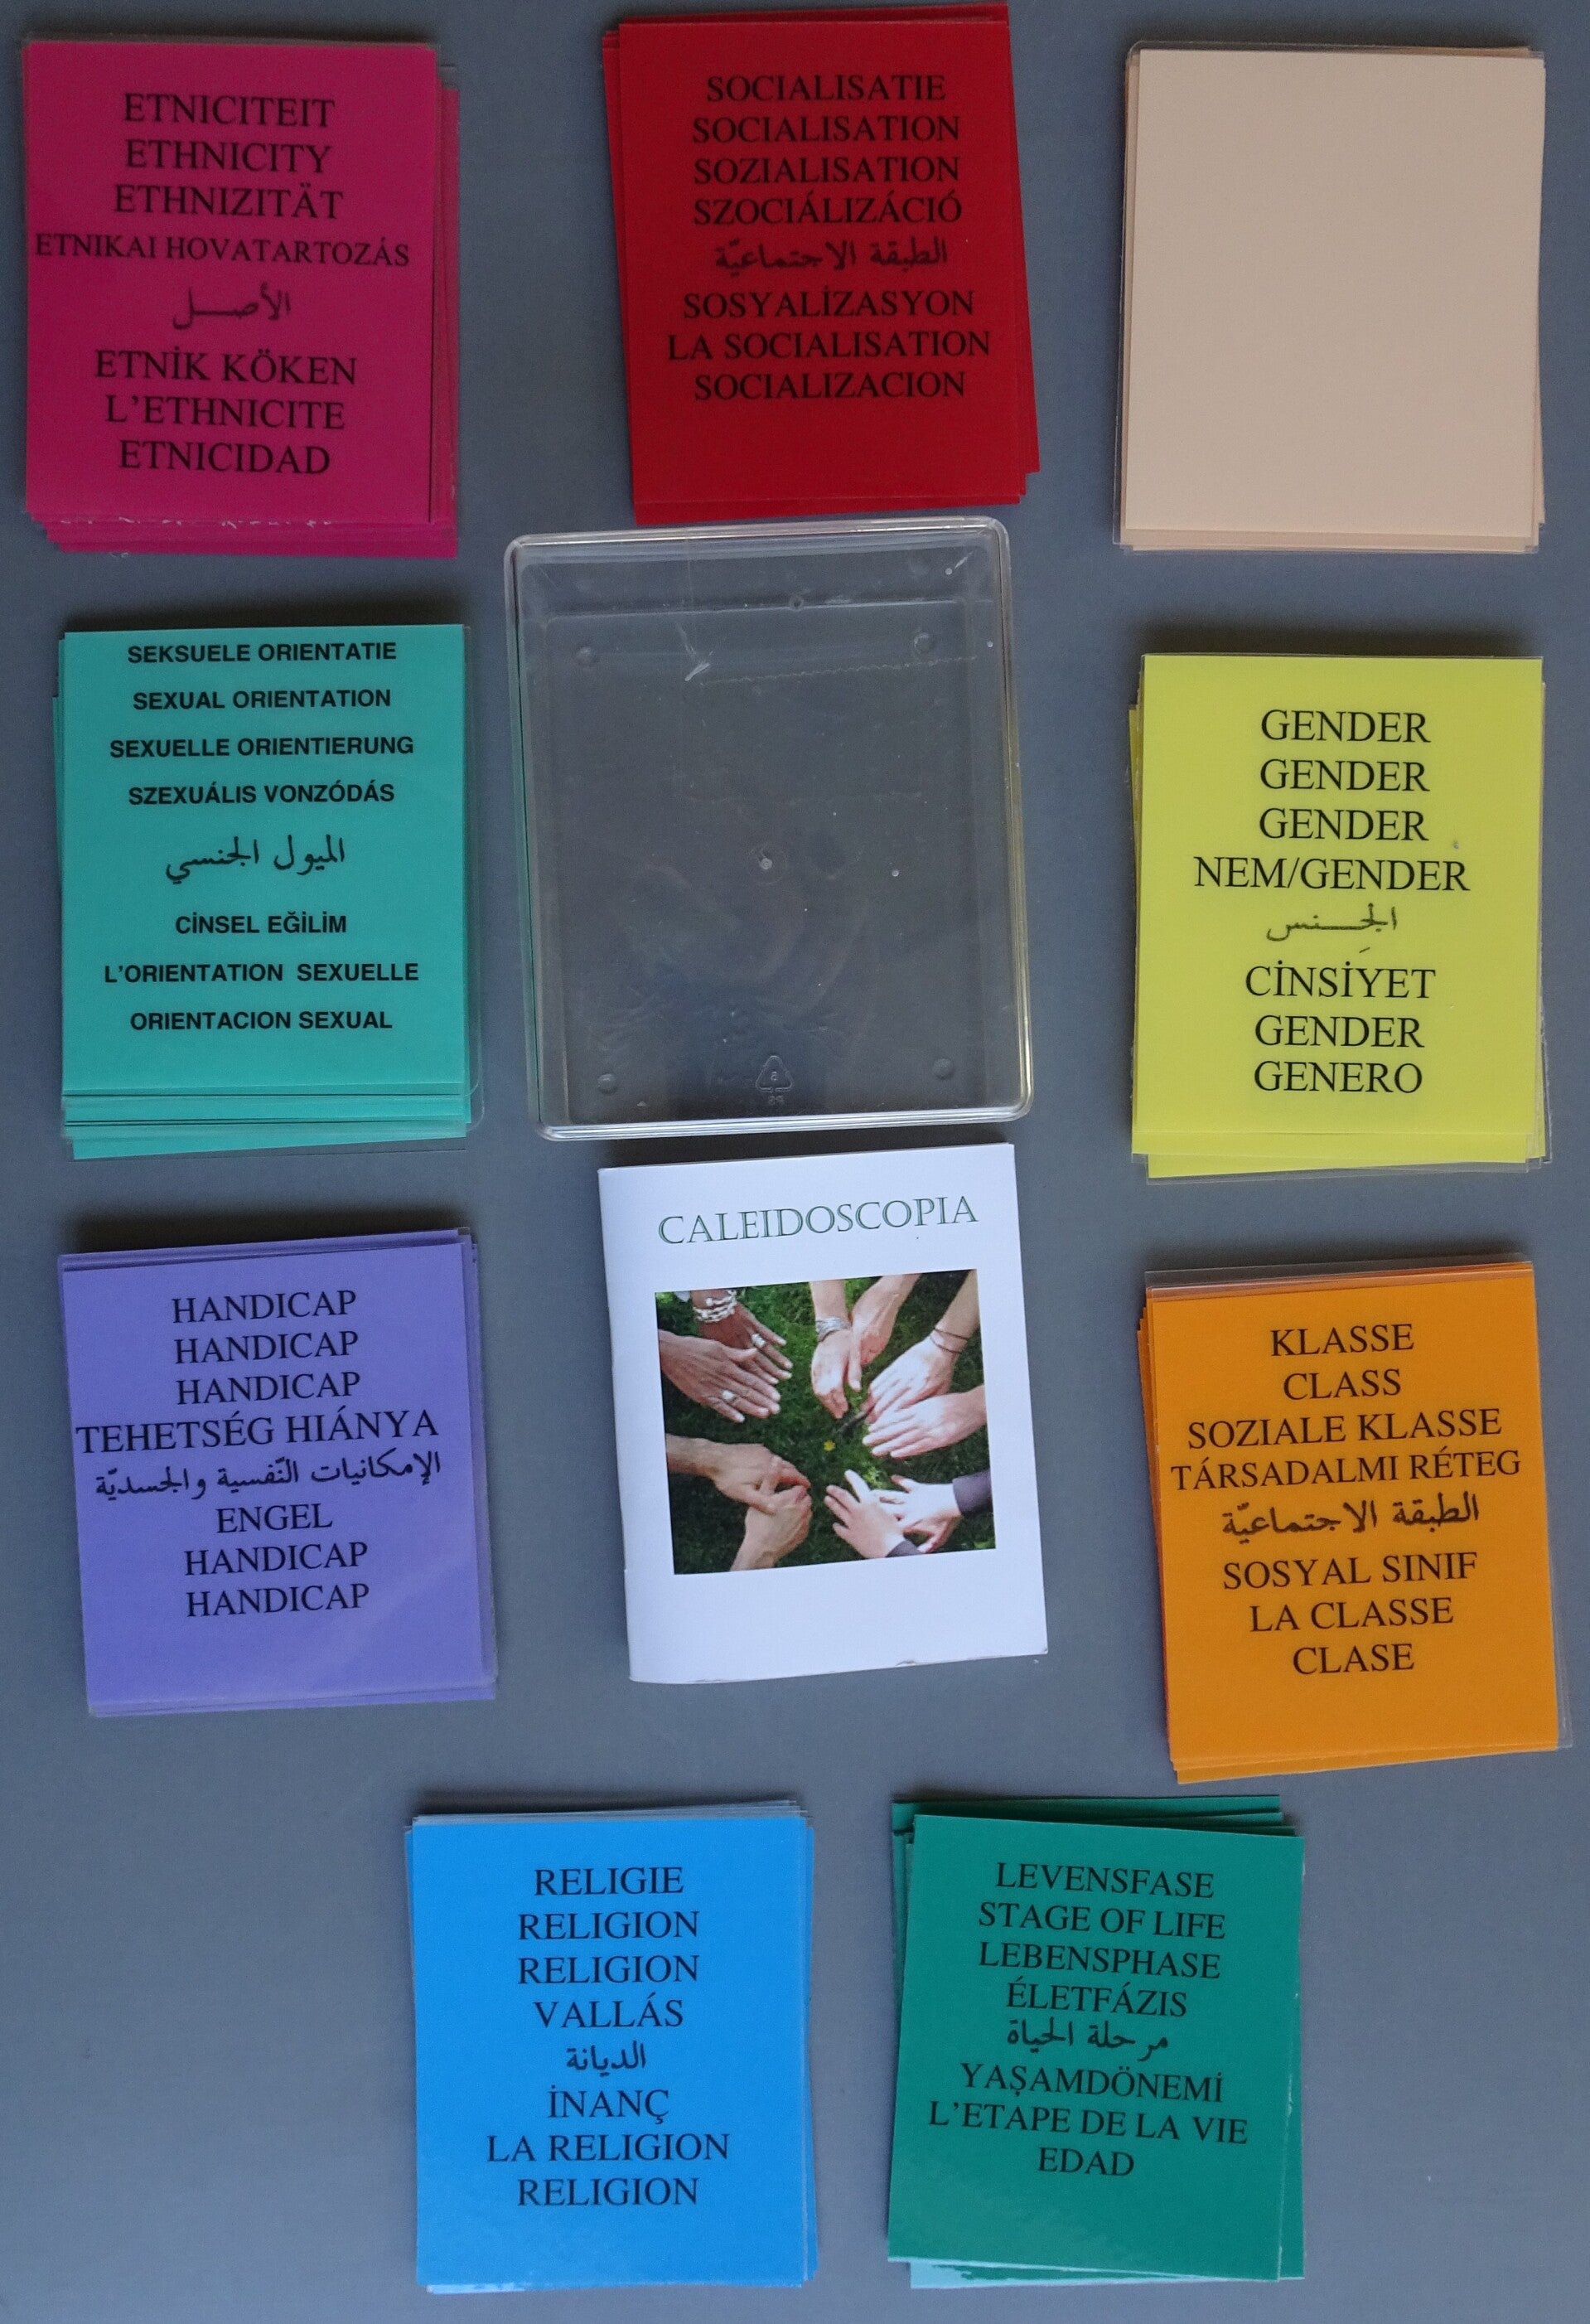 ETNICITEIT
ETHNICITY
ETHNIZITÄT
ETNIKAI HOVATARTOZÁS
الأصل
ETNİK KÖKEN
L'ETHNICITE
ETNICIDAD
SOCIALISATIE
SOCIALISATION
SOZIALISATION
SZOCIÁLIZÁCIÓ
الطبقة الاجتماعيّة
SOSYALİZASYON
LA SOCIALISATION
SOCIALIZACION
SEKSUELE ORIENTATIE
SEXUAL ORIENTATION
SEXUELLE ORIENTIERUNG
SZEXUÁLIS VONZÓDÁS
الميول الجنسي
CİNSEL EĞİLİM
L'ORIENTATION SEXUELLE
ORIENTACION SEXUAL
GENDER
GENDER
GENDER
NEM/GENDER
الجِنس
CİNSİYET
GENDER
GENERO
HANDICAP
HANDICAP
HANDICAP
TEHETSÉG HIÁNYA
الإمكانيات النّفسية والجسديّة
ENGEL
HANDICAP
HANDICAP
CALEIDOSCOPIA
KLASSE
CLASS
SOZIALE KLASSE
TÁRSADALMI RÉTEG
الطبقة الاجتماعيّة
SOSYAL SINIF
LA CLASSE
CLASE
RELIGIE
RELIGION
RELIGION
VALLÁS
الديانة
İNANÇ
LA RELIGION
RELIGION
LEVENSFASE
STAGE OF LIFE
LEBENSPHASE
ÉLETFÁZIS
مرحلة الحياة
YAŞAMDÖNEMİ
L'ETAPE DE LA VIE
EDAD